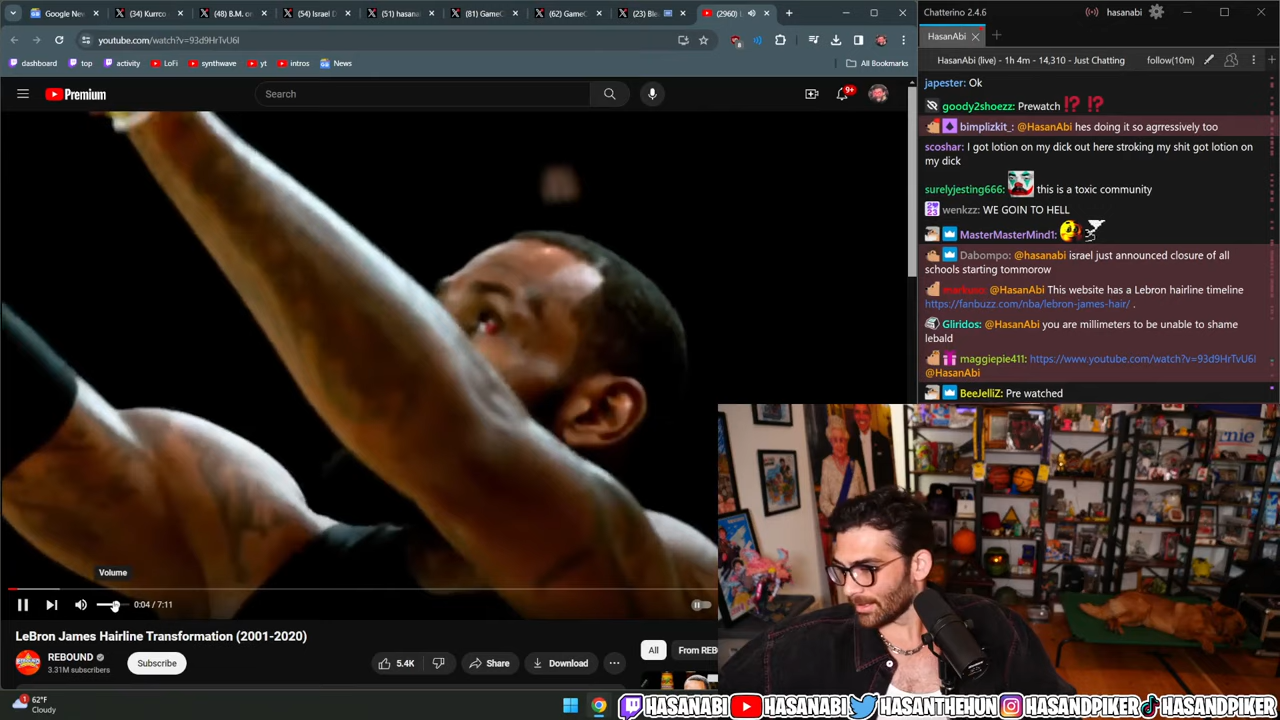 Google New
(34) Kurrco
(48) B.M. on
(54) Israel D
(51) hasana
(81) GameC
(62) GameC
(23) Ble
(2960) L
youtube.com/watch?v=93d9HrTvU6I
dashboard
top
activity
LoFi
synthwave
yt
intros
News
All Bookmarks
Premium
Search
9+
Volume
0:04 / 7:11
LeBron James Hairline Transformation (2001-2020)
REBOUND
3.31M subscribers
Subscribe
5.4K
Share
Download
All
From REB
62°F
Cloudy
Chatterino 2.4.6
hasanabi
HasanAbi
HasanAbi (live) - 1h 4m - 14,310 - Just Chatting
follow(10m)
japester: Ok
goody2shoezz: Prewatch
bimplizkit_: @HasanAbi hes doing it so agrressively too
scoshar: I got lotion on my dick out here stroking my shit got lotion on
my dick
surelyjesting666: this is a toxic community
wenkzz: WE GOIN TO HELL
MasterMasterMind1:
Dabompo: @hasanabi israel just announced closure of all
schools starting tommorow
@HasanAbi This website has a Lebron hairline timeline
https://fanbuzz.com/nba/lebron-james-hair/ .
Gliridos: @HasanAbi you are millimeters to be unable to shame
lebald
maggiepie411: https://www.youtube.com/watch?v=93d9HrTvU6I
@HasanAbi
BeeJelliZ: Pre watched
ernie
HASANABI
HASANABI
HASANTHEHUN
HASANDPIKER
HASANDPIKER